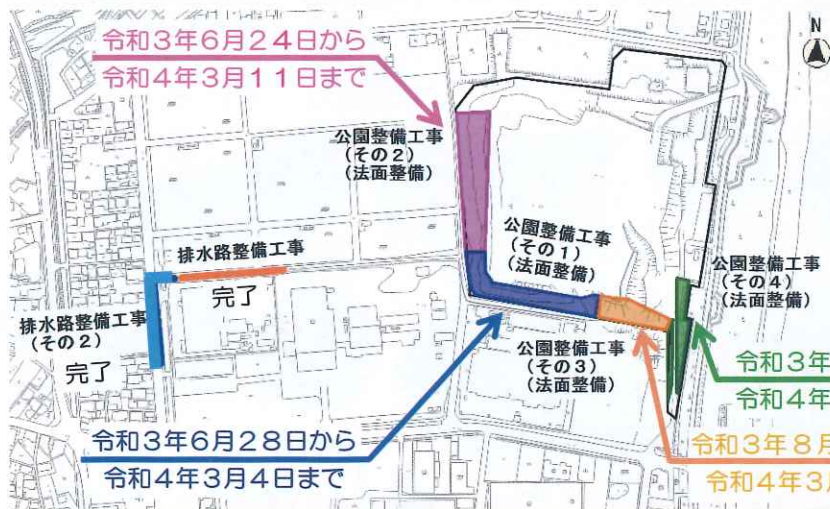 令和3年6月24日から
令和4年3月11日まで
N
公園整備工事
(その2)
(法面整備)
公園整備工事
(その1)
(法面整備)
排水路整備工事
完了
公園整備工事
(その4)
(法面整備)
排水路整備工事
(その2)
完了
公園整備工事
(その3)
(法面整備)
令和3年
令和4年
令和3年6月28日から
令和4年3月4日まで
令和3年8月
令和4年3月